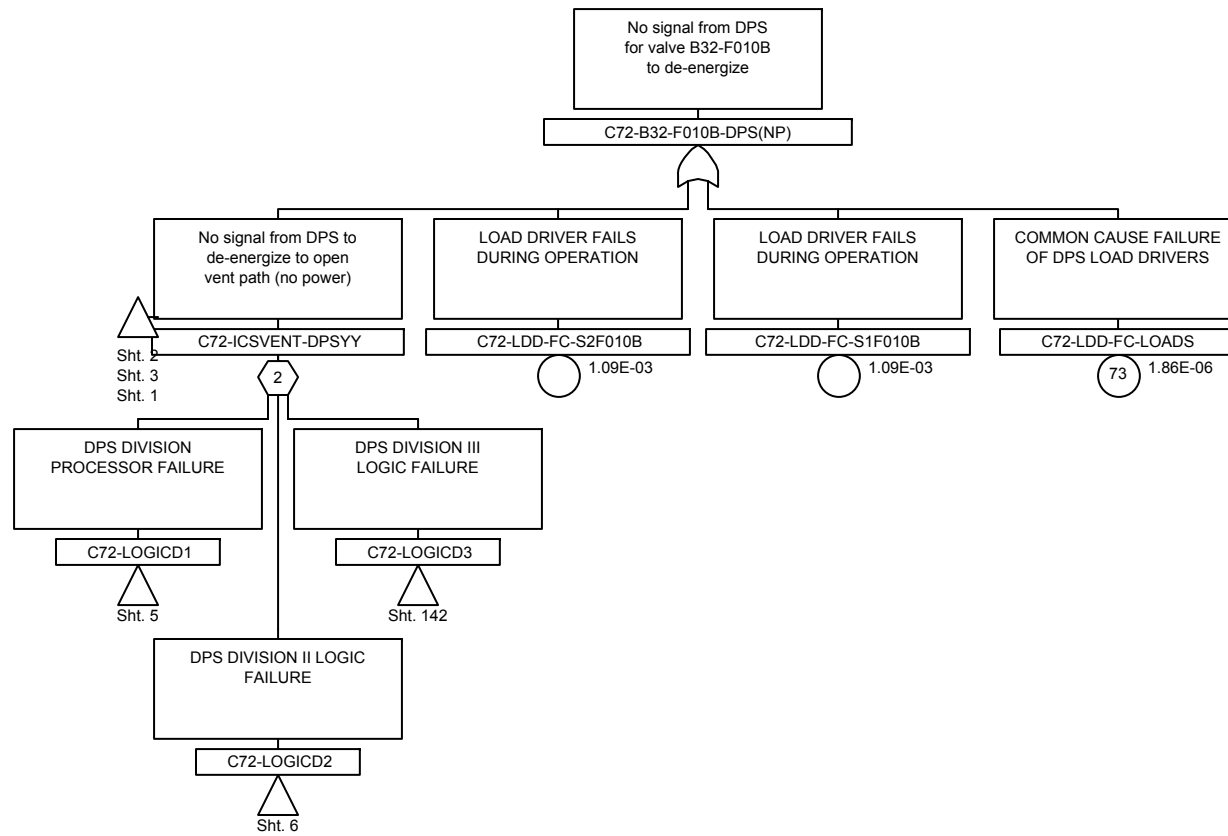 No signal from DPS
for valve B32-F010B
to de-energize
C72-B32-F010B-DPS(NP)
No signal from DPS to
de-energize to open
vent path (no power)
C72-ICSVENT-DPSYY
Sht. 2
Sht. 3
Sht. 1
2
LOAD DRIVER FAILS
DURING OPERATION
C72-LDD-FC-S2F010B
1.09E-03
LOAD DRIVER FAILS
DURING OPERATION
C72-LDD-FC-S1F010B
1.09E-03
COMMON CAUSE FAILURE
OF DPS LOAD DRIVERS
C72-LDD-FC-LOADS
73
1.86E-06
DPS DIVISION
PROCESSOR FAILURE
C72-LOGICD1
Sht. 5
DPS DIVISION III
LOGIC FAILURE
C72-LOGICD3
Sht. 142
DPS DIVISION II LOGIC
FAILURE
C72-LOGICD2
Sht. 6